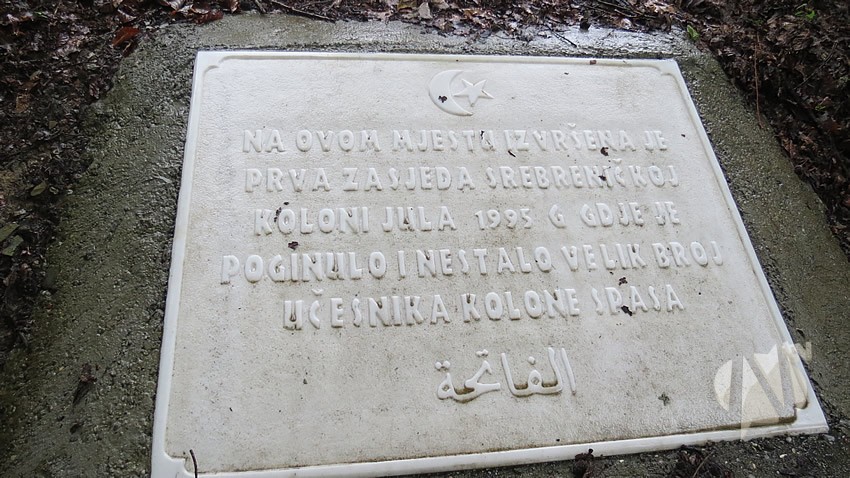 NA OVOM MJESTU IZVRŠENA JE
PRVA ZASJEDA SREBRENIČKOJ
KOLONI JULA 1995 G GDJE JE
POGINULO I NESTALO VELIK BROJ
UČESNIKA KOLONE SPASA
الفاتحة